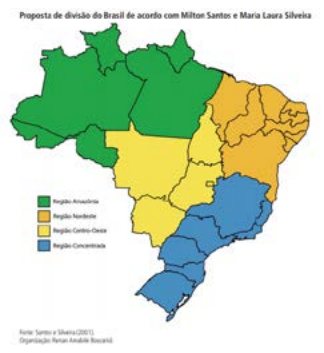 Proposta de divisão do Brasil de acordo com Milton Santos e Maria Laura Silveira
Região Amazônia
Região Nordeste
Região Centro-Oeste
Região Concentrada
Fonte: Santos e Silveira (2001).
Organização: Renan Amabile Boscariol.